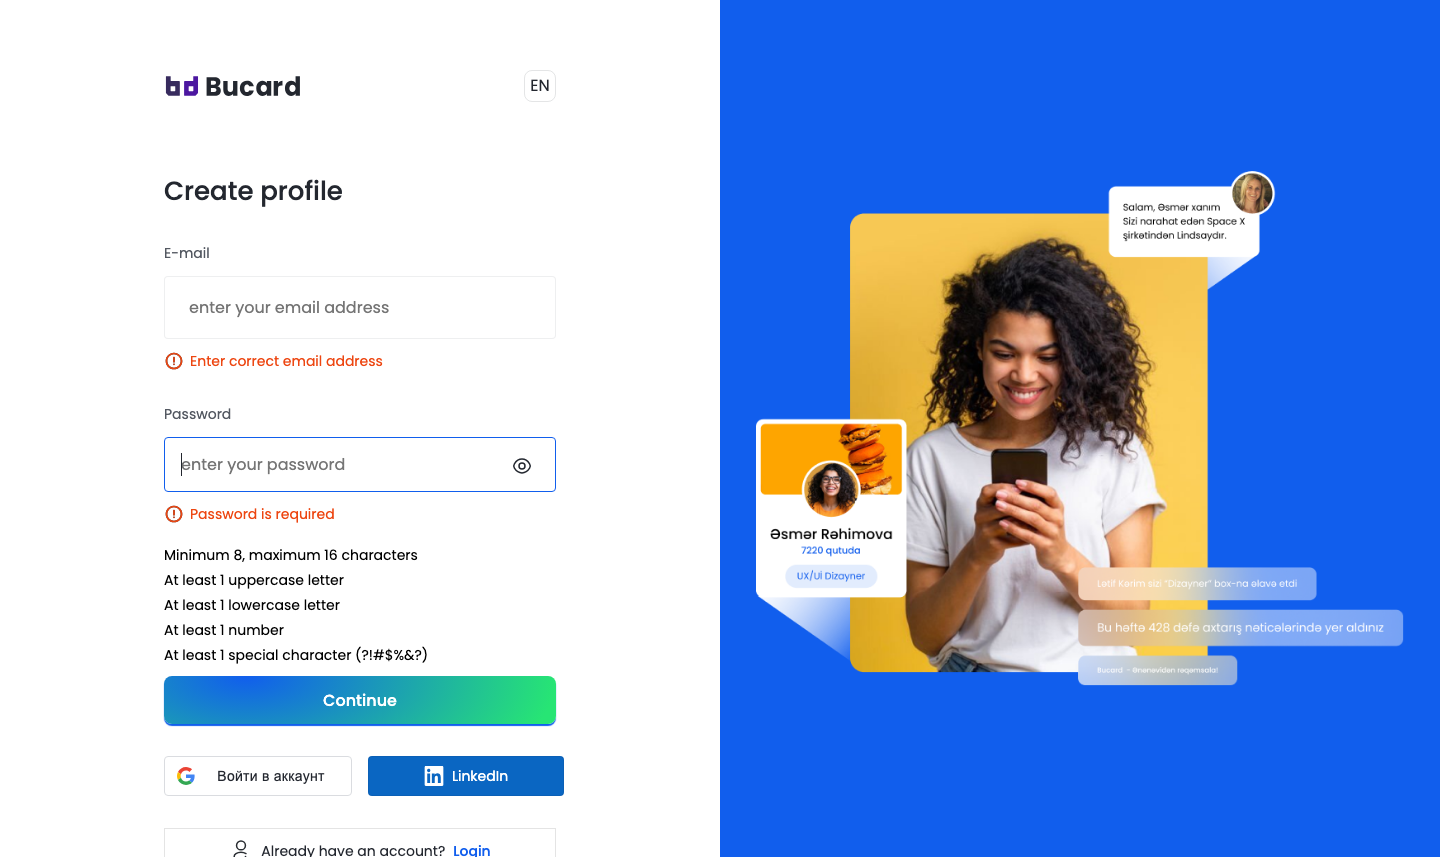 bd Bucard
EN
Create profile
E-mail
enter your email address
Enter correct email address
Password
enter your password
Password is required
Minimum 8, maximum 16 characters
At least 1 uppercase letter
At least 1 lowercase letter
At least 1 number
At least 1 special character (?!#$%&?)
Continue
Войти в аккаунт
LinkedIn
Already have an account? Login
Salam, Əsmər xanım
Sizi narahat edən Space X
şirkətindən Lindsaydır.
Əsmər Rəhimova
7220 qutuda
UX/Uİ Dizayner
Lətif Kərim sizi “Dizayner” box-na əlavə etdi
Bu həftə 428 dəfə axtarış nəticələrində yer aldınız
Bucard - Ənənəvidən rəqəmsala!